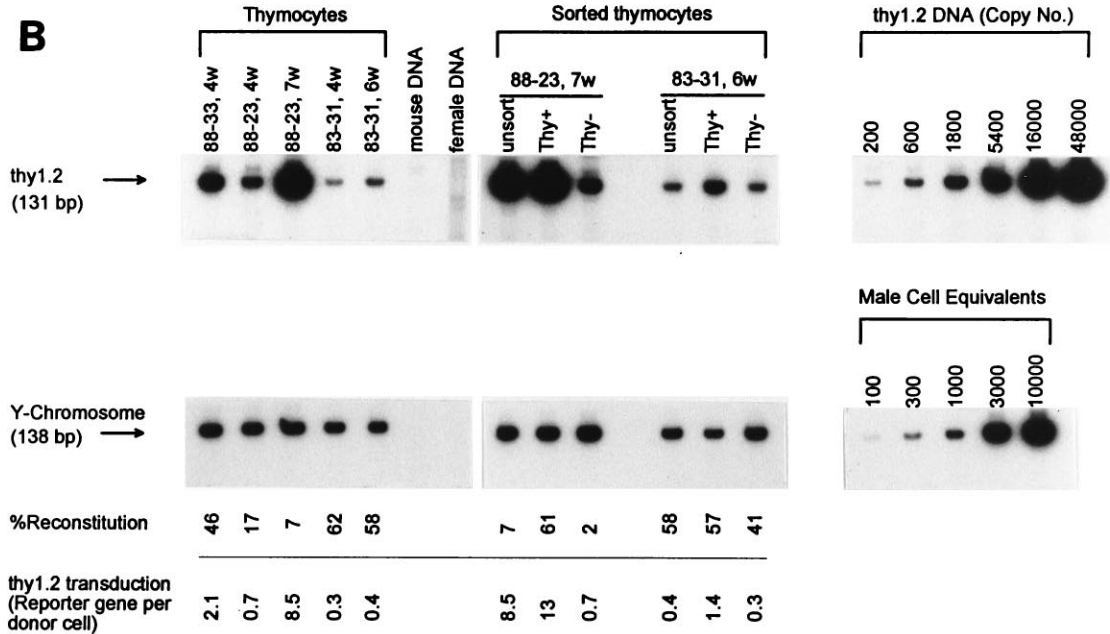 B
Thymocytes
88-33, 4w
88-23, 4w
88-23, 7w
83-31, 4w
83-31, 6w
mouse DNA
female DNA
Sorted thymocytes
88-23, 7w
unsort
Thy+
Thy-
83-31, 6w
unsort
Thy+
Thy-
thy1.2 DNA (Copy No.)
200
600
1800
5400
16000
48000
thy1.2
(131 bp)
Male Cell Equivalents
100
300
1000
3000
10000
Y-Chromosome
(138 bp)
%Reconstitution
46 17 7 62 58 7 61 2 58 57 41
thy1.2 transduction
(Reporter gene per
donor cell)
2.1 0.7 8.5 0.3 0.4 8.5 13 0.7 0.4 1.4 0.3